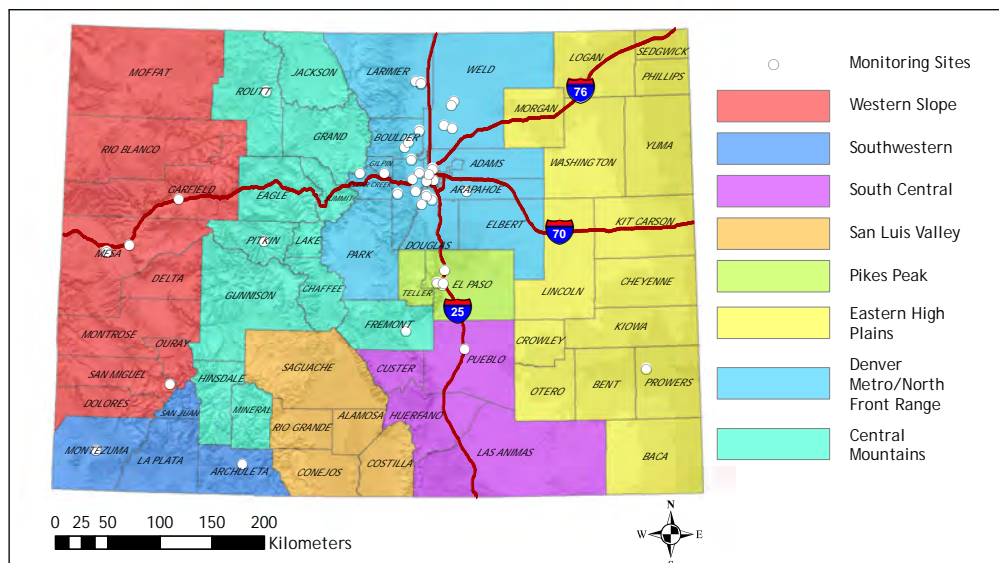 MOFFAT
ROUTT
JACKSON
LARIMER
WELD
LOGAN
SEDGWICK
PHILLIPS
76
MORGAN
GRAND
BOULDER
RIO BLANCO
GILPIN
ADAMS
WASHINGTON
YUMA
GARFIELD
EAGLE
SUMMIT
CLEAR CREEK
ARAPAHOE
ELBERT
KIT CARSON
70
PITKIN
LAKE
PARK
DOUGLAS
MESA
DELTA
GUNNISON
CHAFFEE
TELLER
EL PASO
LINCOLN
CHEYENNE
25
FREMONT
KIOWA
MONTROSE
OURAY
SAGUACHE
CUSTER
PUEBLO
CROWLEY
SAN MIGUEL
HINSDALE
OTERO
BENT
PROWERS
DOLORES
SAN JUAN
MINERAL
RIO GRANDE
ALAMOSA
HUERFANO
MONTEZUMA
LA PLATA
ARCHULETA
CONEJOS
COSTILLA
LAS ANIMAS
BACA
Monitoring Sites
Western Slope
Southwestern
South Central
San Luis Valley
Pikes Peak
Eastern High
Plains
Denver
Metro/North
Front Range
Central
Mountains
0 25 50 100 150 200
Kilometers
N
W E
S